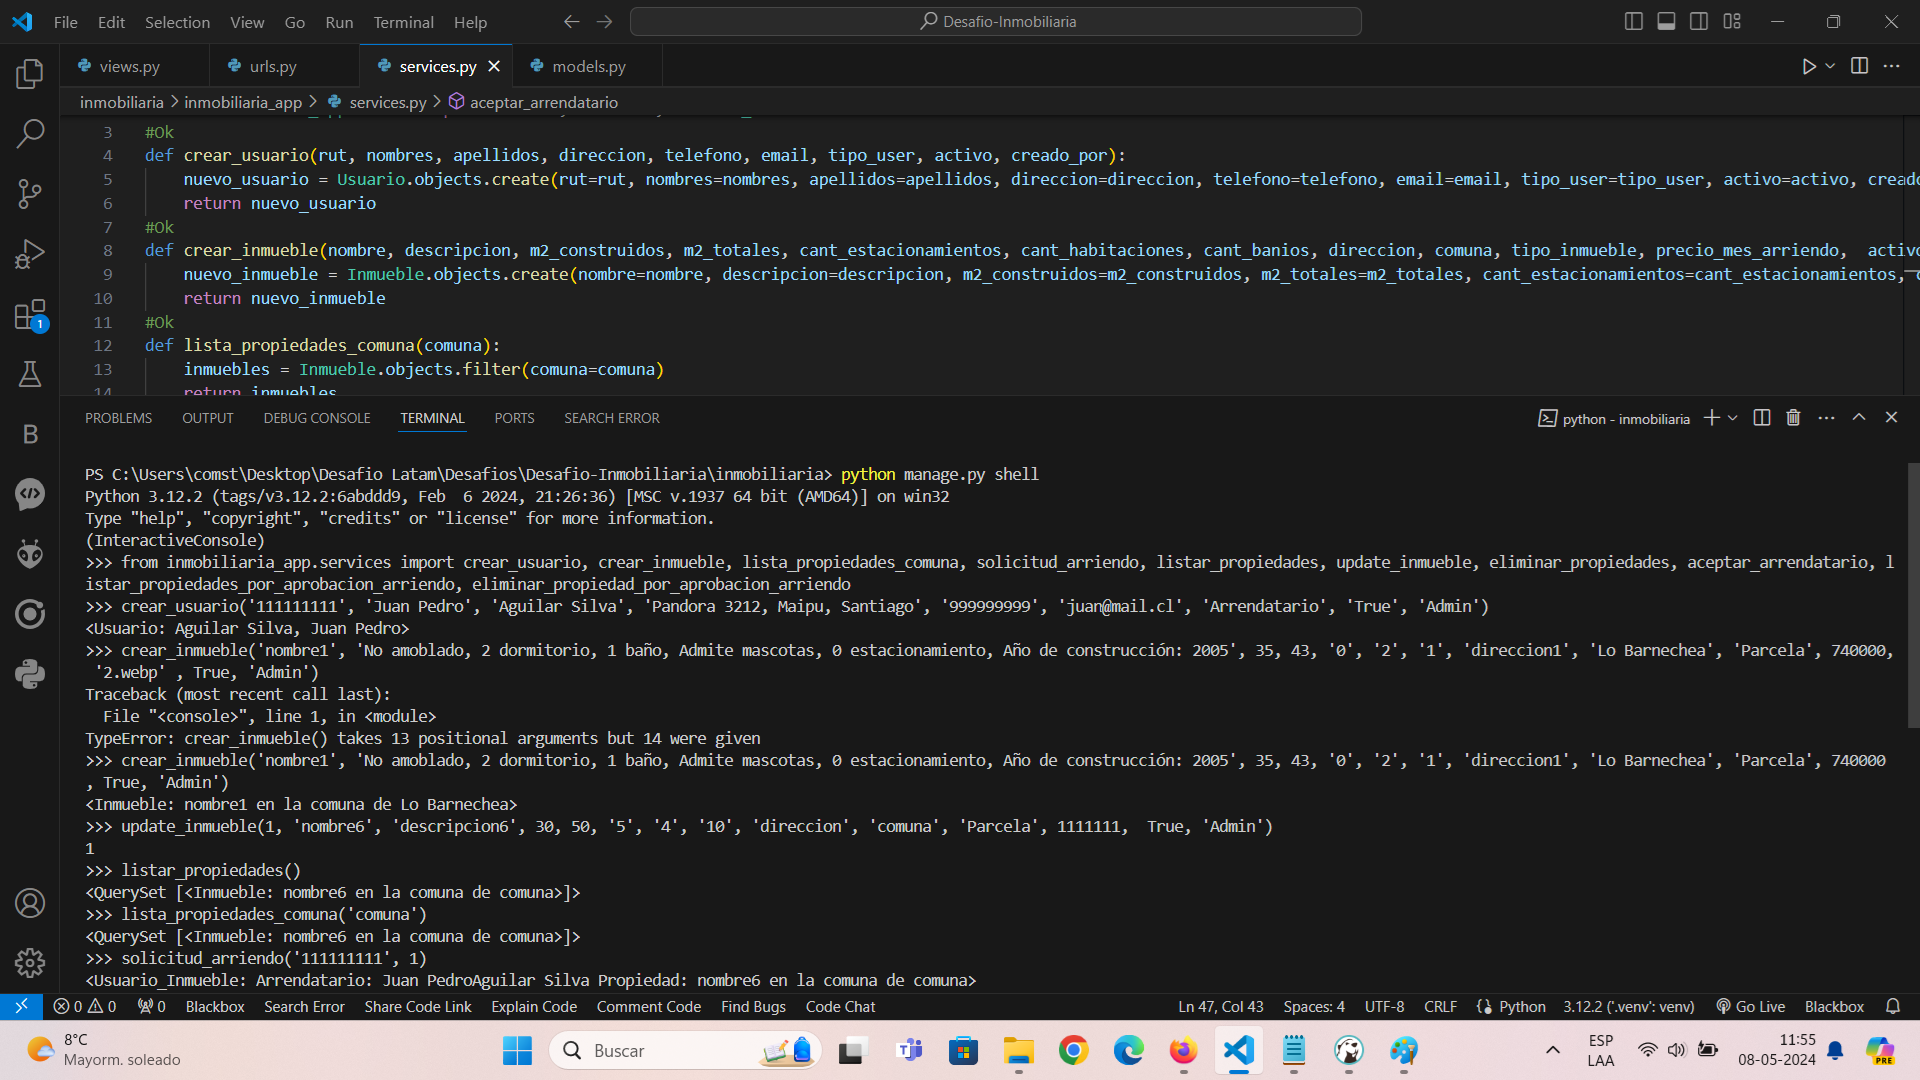 File Edit Selection View Go Run Terminal Help
Desafio-Inmobiliaria
views.py urls.py services.py models.py
inmobiliaria > inmobiliaria_app > services.py > aceptar_arrendatario
3 #Ok
4 def crear_usuario(rut, nombres, apellidos, direccion, telefono, email, tipo_user, activo, creado_por):
5 nuevo_usuario = Usuario.objects.create(rut=rut, nombres=nombres, apellidos=apellidos, direccion=direccion, telefono=telefono, email=email, tipo_user=tipo_user, activo=activo, cread
6 return nuevo_usuario
7 #Ok
8 def crear_inmueble(nombre, descripcion, m2_construidos, m2_totales, cant_estacionamientos, cant_habitaciones, cant_banios, direccion, comuna, tipo_inmueble, precio_mes_arriendo, activ
9 nuevo_inmueble = Inmueble.objects.create(nombre=nombre, descripcion=descripcion, m2_construidos=m2_construidos, m2_totales=m2_totales, cant_estacionamientos=cant_estacionamientos,
10 return nuevo_inmueble
11 #Ok
12 def lista_propiedades_comuna(comuna):
13 inmuebles = Inmueble.objects.filter(comuna=comuna)
14 return inmuebles
PROBLEMS OUTPUT DEBUG CONSOLE TERMINAL PORTS SEARCH ERROR
python - inmobiliaria
PS C:\Users\comst\Desktop\Desafio Latam\Desafios\Desafio-Inmobiliaria\inmobiliaria> python manage.py shell
Python 3.12.2 (tags/v3.12.2:6abddd9, Feb  6 2024, 21:26:36) [MSC v.1937 64 bit (AMD64)] on win32
Type "help", "copyright", "credits" or "license" for more information.
(InteractiveConsole)
>>> from inmobiliaria_app.services import crear_usuario, crear_inmueble, lista_propiedades_comuna, solicitud_arriendo, listar_propiedades, update_inmueble, eliminar_propiedades, aceptar_arrendatario, l
istar_propiedades_por_aprobacion_arriendo, eliminar_propiedad_por_aprobacion_arriendo
>>> crear_usuario('111111111', 'Juan Pedro', 'Aguilar Silva', 'Pandora 3212, Maipu, Santiago', '999999999', 'juan@mail.cl', 'Arrendatario', 'True', 'Admin')
<Usuario: Aguilar Silva, Juan Pedro>
>>> crear_inmueble('nombre1', 'No amoblado, 2 dormitorio, 1 baño, Admite mascotas, 0 estacionamiento, Año de construcción: 2005', 35, 43, '0', '2', '1', 'direccion1', 'Lo Barnechea', 'Parcela', 740000,
'2.webp' , True, 'Admin')
Traceback (most recent call last):
File "<console>", line 1, in <module>
TypeError: crear_inmueble() takes 13 positional arguments but 14 were given
>>> crear_inmueble('nombre1', 'No amoblado, 2 dormitorio, 1 baño, Admite mascotas, 0 estacionamiento, Año de construcción: 2005', 35, 43, '0', '2', '1', 'direccion1', 'Lo Barnechea', 'Parcela', 740000
, True, 'Admin')
<Inmueble: nombre1 en la comuna de Lo Barnechea>
>>> update_inmueble(1, 'nombre6', 'descripcion6', 30, 50, '5', '4', '10', 'direccion', 'comuna', 'Parcela', 1111111,  True, 'Admin')
1
>>> listar_propiedades()
<QuerySet [<Inmueble: nombre6 en la comuna de comuna>]>
>>> lista_propiedades_comuna('comuna')
<QuerySet [<Inmueble: nombre6 en la comuna de comuna>]>
>>> solicitud_arriendo('111111111', 1)
<Usuario_Inmueble: Arrendatario: Juan PedroAguilar Silva Propiedad: nombre6 en la comuna de comuna>
0 0 0 Blackbox Search Error Share Code Link Explain Code Comment Code Find Bugs Code Chat Ln 47, Col 43 Spaces: 4 UTF-8 CRLF Python 3.12.2 ('.venv': venv) Go Live Blackbox
8°C
Mayorm. soleado
Buscar
ESP
LAA
11:55
08-05-2024
PRE